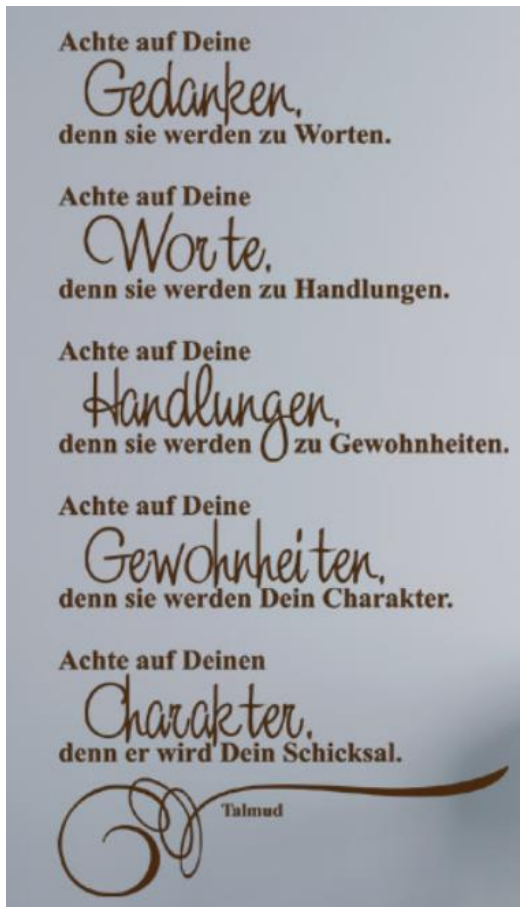 Achte auf Deine
Gedanken,
denn sie werden zu Worten.
Achte auf Deine
Worte,
denn sie werden zu Handlungen.
Achte auf Deine
Handlungen,
denn sie werden zu Gewohnheiten.
Achte auf Deine
Gewohnheiten,
denn sie werden Dein Charakter.
Achte auf Deinen
Charakter,
denn er wird Dein Schicksal.
Talmud